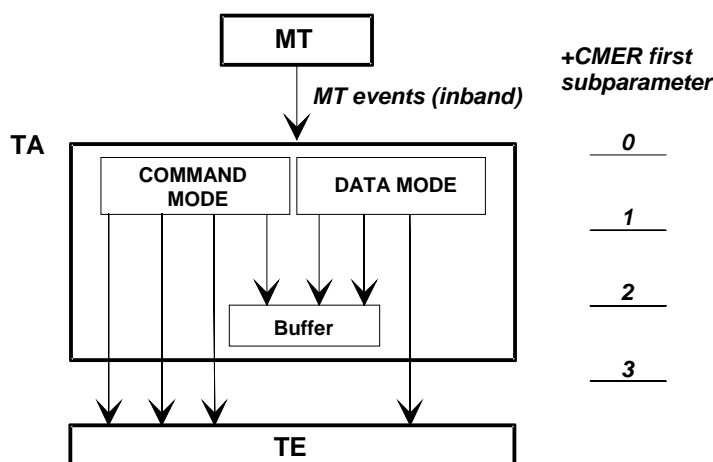 MT
+CMER first
subparameter
MT events (inband)
TA
0
COMMAND
MODE
DATA MODE
1
2
Buffer
3
TE